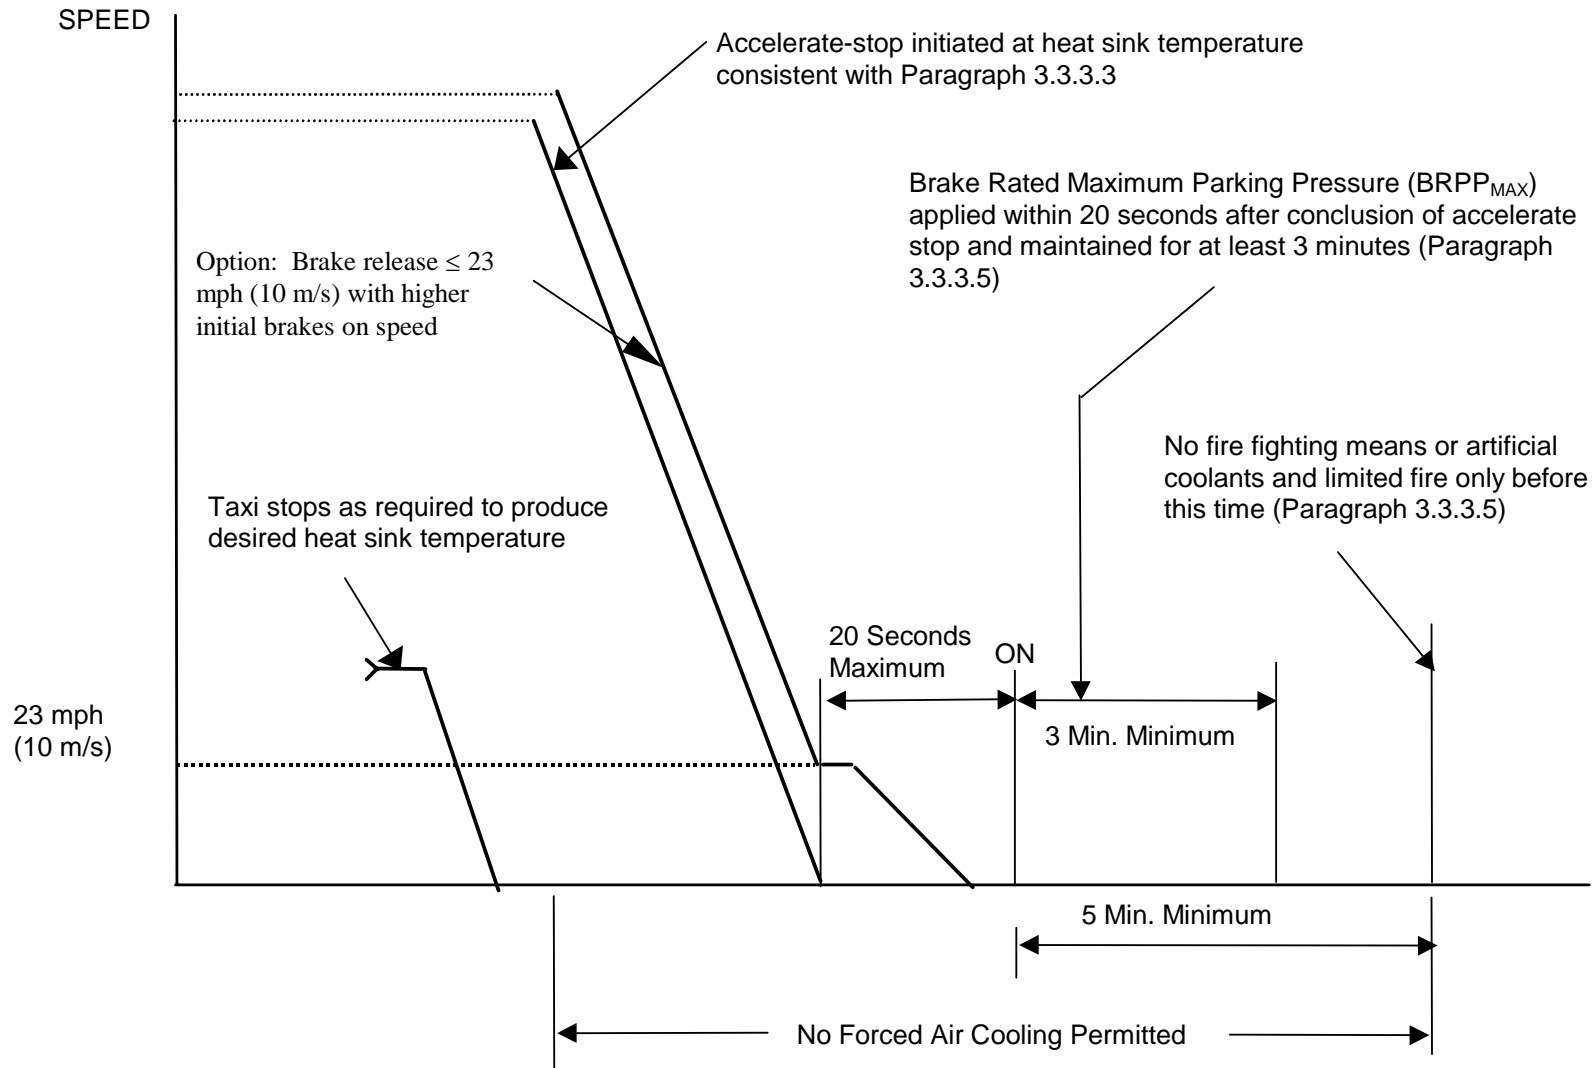 SPEED
Accelerate-stop initiated at heat sink temperature
consistent with Paragraph 3.3.3.3
Brake Rated Maximum Parking Pressure (BRPPMAX)
applied within 20 seconds after conclusion of accelerate
stop and maintained for at least 3 minutes (Paragraph
3.3.3.5)
Option:  Brake release ≤ 23
mph (10 m/s) with higher
initial brakes on speed
No fire fighting means or artificial
coolants and limited fire only before
this time (Paragraph 3.3.3.5)
Taxi stops as required to produce
desired heat sink temperature
20 Seconds
Maximum
ON
23 mph
(10 m/s)
3 Min. Minimum
5 Min. Minimum
No Forced Air Cooling Permitted